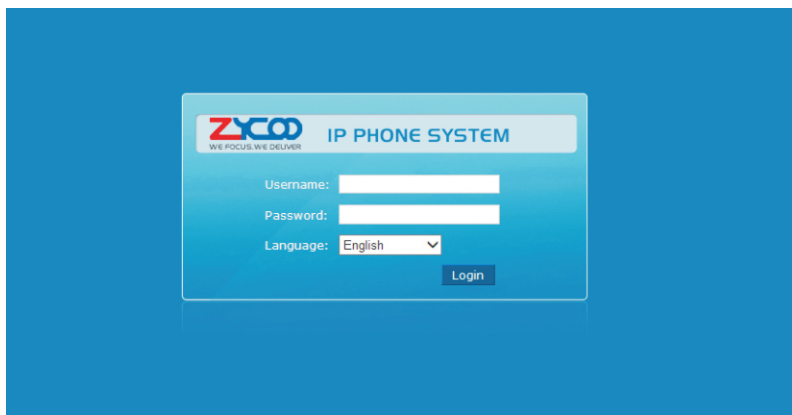 ZYCOO
WE FOCUS.WE DELIVER
IP PHONE SYSTEM
Username:
Password:
Language: English
Login